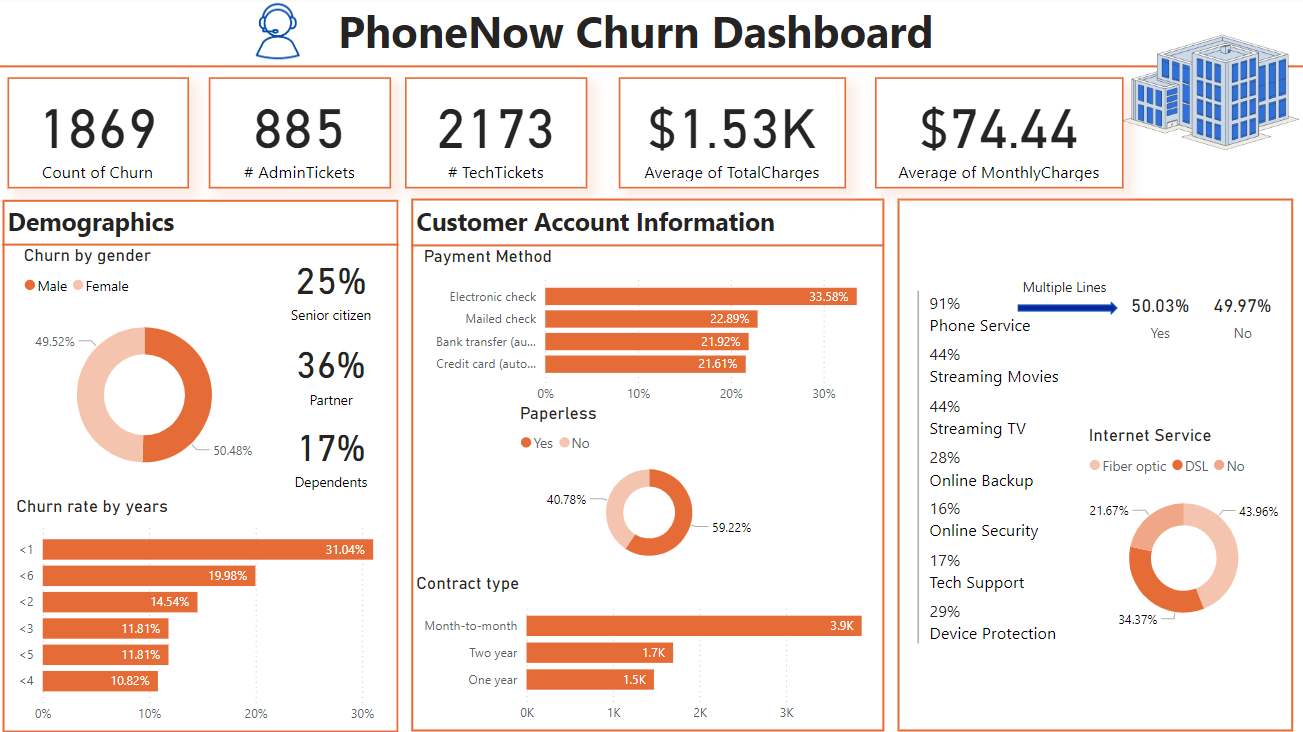 PhoneNow Churn Dashboard
1869
Count of Churn
885
# AdminTickets
2173
# TechTickets
$1.53K
Average of TotalCharges
$74.44
Average of MonthlyCharges
Demographics
Churn by gender
Male Female
49.52%
50.48%
25%
Senior citizen
36%
Partner
17%
Dependents
Churn rate by years
<1 31.04%
<6 19.98%
<2 14.54%
<3 11.81%
<5 11.81%
<4 10.82%
0% 10% 20% 30%
Customer Account Information
Payment Method
Electronic check 33.58%
Mailed check 22.89%
Bank transfer (au... 21.92%
Credit card (auto... 21.61%
0% 10% 20% 30%
Paperless
Yes No
40.78%
59.22%
Contract type
Month-to-month 3.9K
Two year 1.7K
One year 1.5K
0K 1K 2K 3K
91%
Phone Service
44%
Streaming Movies
44%
Streaming TV
28%
Online Backup
16%
Online Security
17%
Tech Support
29%
Device Protection
Multiple Lines
50.03% 49.97%
Yes No
Internet Service
Fiber optic DSL No
21.67%
43.96%
34.37%